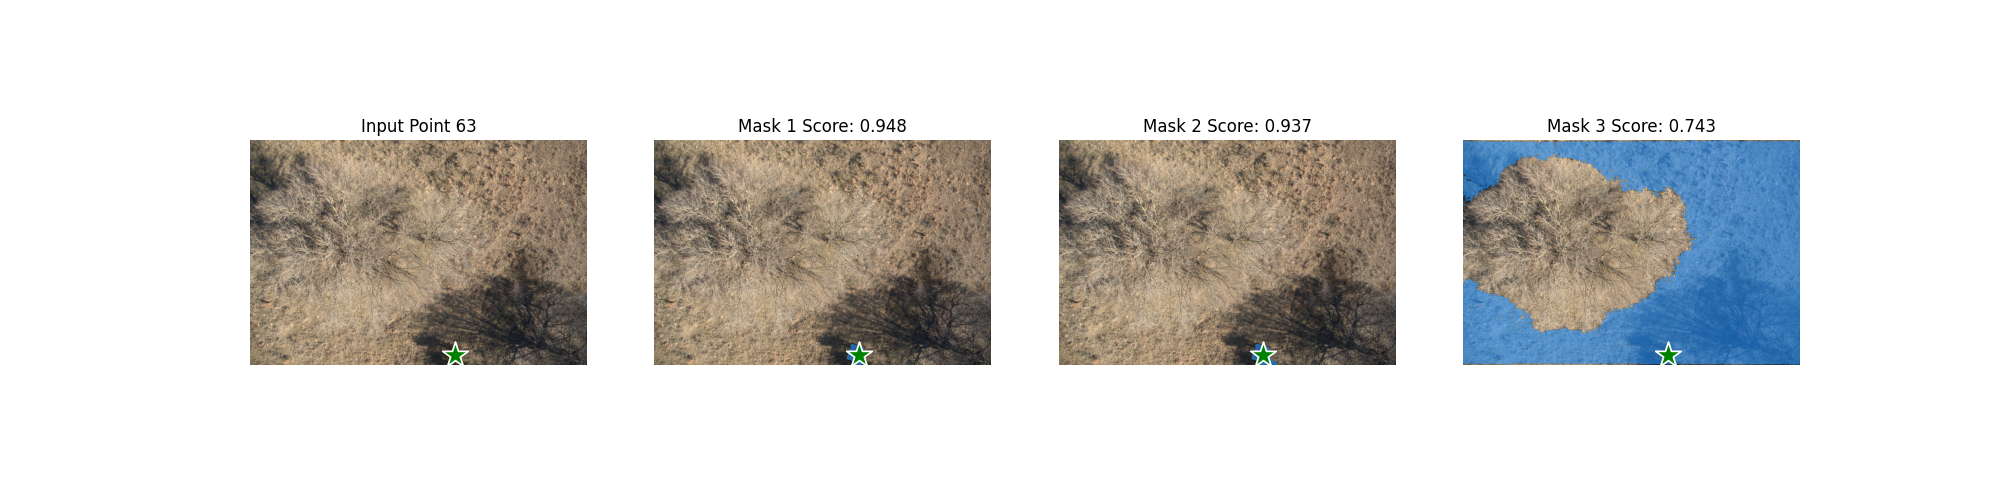 Input Point 63
Mask 1 Score: 0.948
Mask 2 Score: 0.937
Mask 3 Score: 0.743